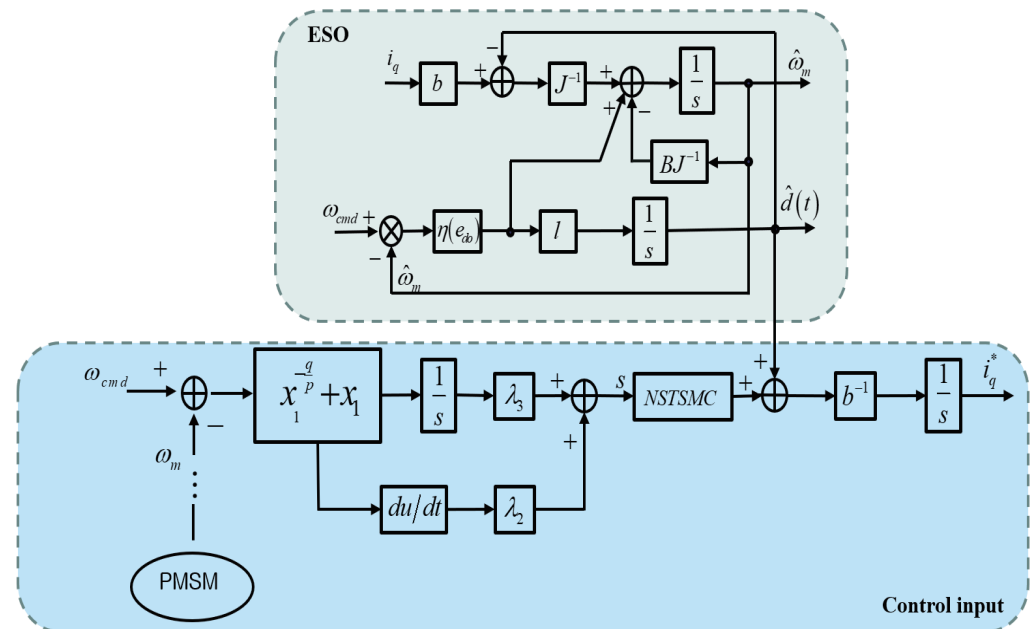 ESO
i_q
b
−
+
J⁻¹
+
+
−
1/s
ω̂_m
BJ⁻¹
d̂(t)
ω_cmd
+
−
η(e_do)
l
1/s
ω̂_m
ω_cmd
+
−
x_1^{-q/p} + x_1
1/s
λ_3
+
+
s
NSTSMC
+
+
b⁻¹
1/s
i_q^*
ω_m
du/dt
λ_2
PMSM
Control input